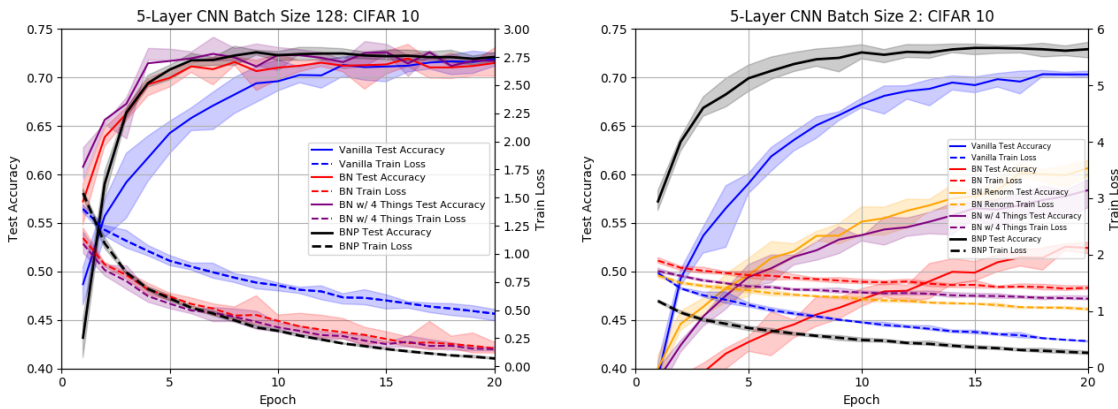 5-Layer CNN Batch Size 128: CIFAR 10
0.75
0.70
0.65
0.60
0.55
0.50
0.45
0.40
Test Accuracy
3.00
2.75
2.50
2.25
2.00
1.75
1.50
1.25
1.00
0.75
0.50
0.25
0.00
Train Loss
Vanilla Test Accuracy
Vanilla Train Loss
BN Test Accuracy
BN Train Loss
BN w/ 4 Things Test Accuracy
BN w/ 4 Things Train Loss
BNP Test Accuracy
BNP Train Loss
0 5 10 15 20
Epoch
5-Layer CNN Batch Size 2: CIFAR 10
0.75
0.70
0.65
0.60
0.55
0.50
0.45
0.40
Test Accuracy
6
5
4
3
2
1
0
Train Loss
Vanilla Test Accuracy
Vanilla Train Loss
BN Test Accuracy
BN Train Loss
BN Renorm Test Accuracy
BN Renorm Train Loss
BN w/ 4 Things Test Accuracy
BN w/ 4 Things Train Loss
BNP Test Accuracy
BNP Train Loss
0 5 10 15 20
Epoch